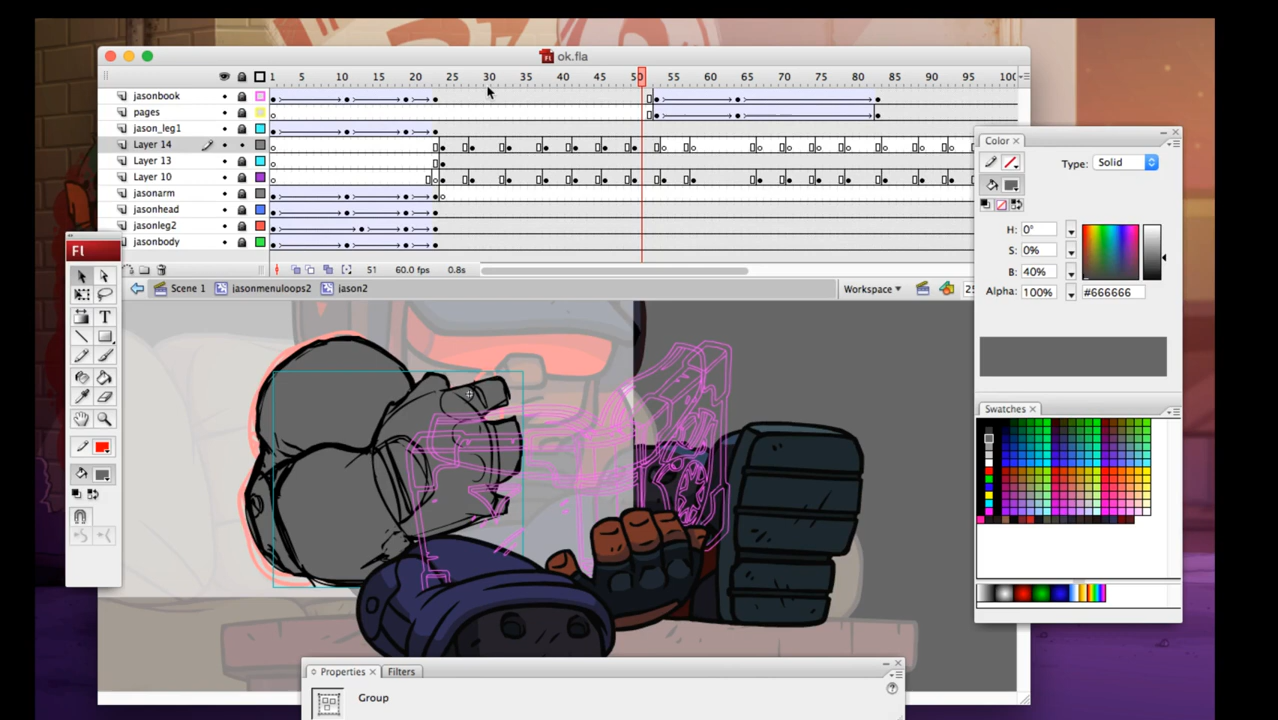 ok.fla
1 5 10 15 20 25 30 35 40 45 50 55 60 65 70 75 80 85 90 95 100
jasonbook
pages
jason_leg1
Layer 14
Layer 13
Layer 10
jasonarm
jasonhead
jasonleg2
jasonbody
51 60.0 fps 0.8s
Scene 1 jasonmenuloops2 jason2 Workspace
Fl
T
Color
Type: Solid
H: 0°
S: 0%
B: 40%
Alpha: 100% #666666
Swatches
Properties Filters
Group